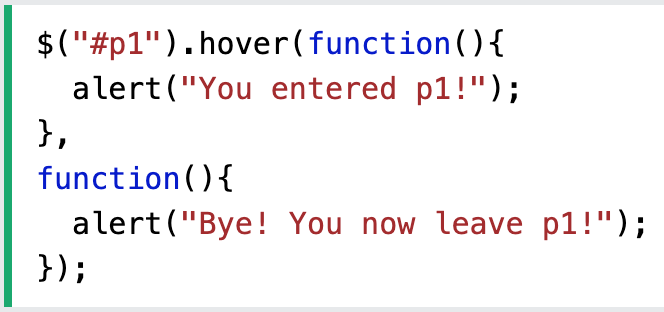 $("#p1").hover(function(){
  alert("You entered p1!");
},
function(){
  alert("Bye! You now leave p1!");
});